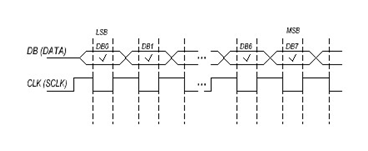 LSB MSB
DB (DATA) DB0 DB1 ... DB6 DB7
CLK (SCLK) ...